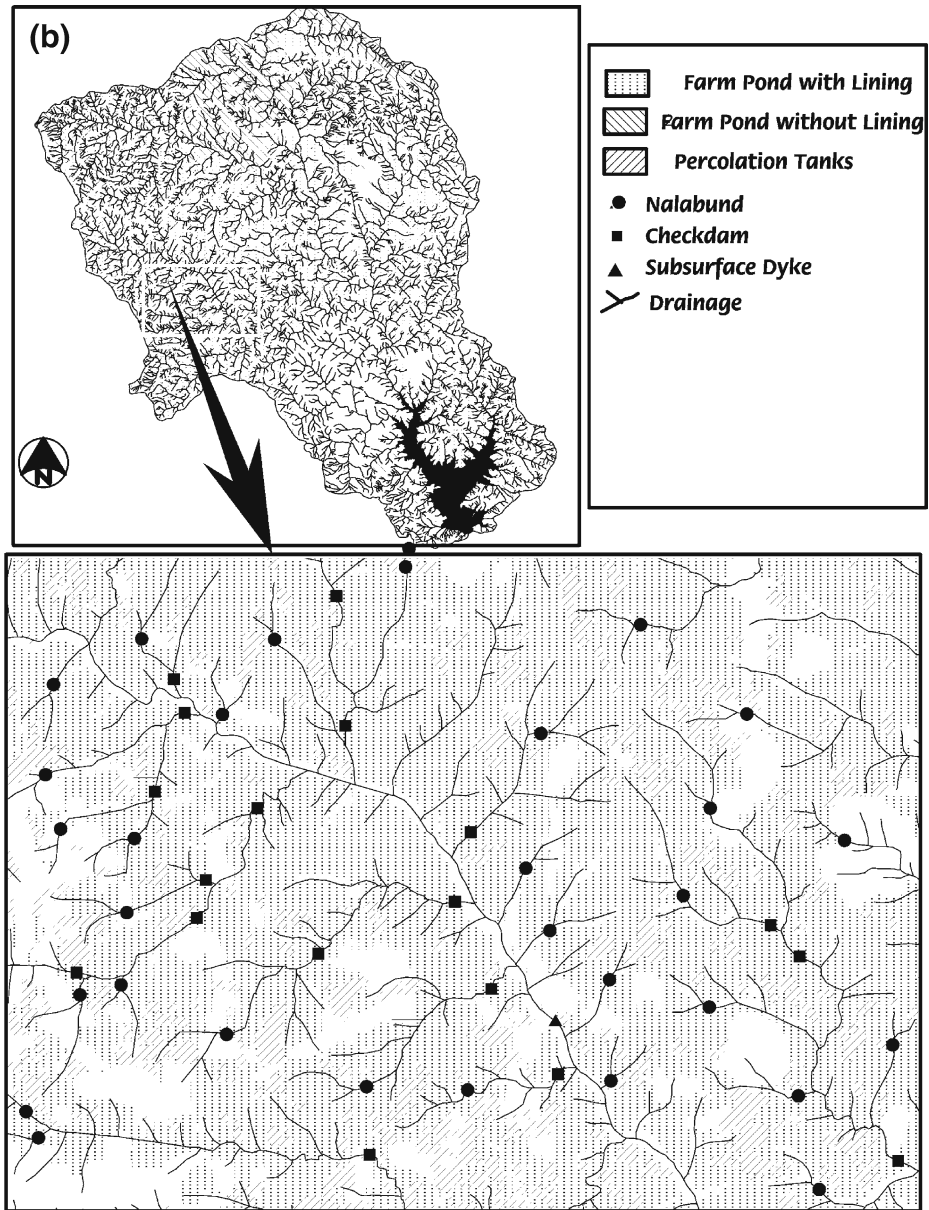 (b)
Farm Pond with Lining
Farm Pond without Lining
Percolation Tanks
Nalabund
Checkdam
Subsurface Dyke
Drainage
N